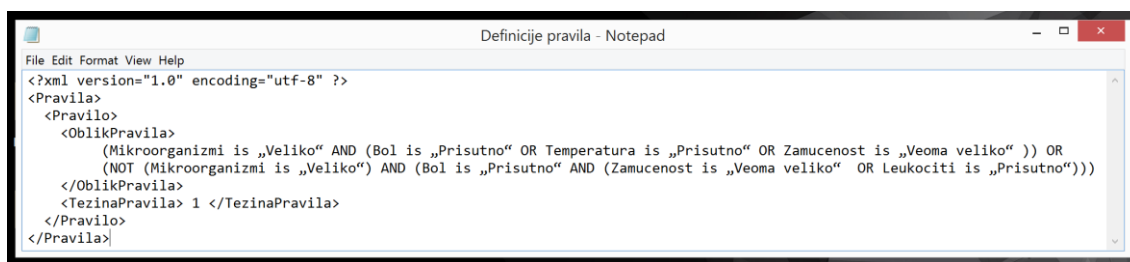 Definicije pravila - Notepad
File Edit Format View Help
<?xml version="1.0" encoding="utf-8" ?>
<Pravila>
  <Pravilo>
    <OblikPravila>
         (Mikroorganizmi is „Veliko“ AND (Bol is „Prisutno“ OR Temperatura is „Prisutno“ OR Zamucenost is „Veoma veliko“ )) OR
         (NOT (Mikroorganizmi is „Veliko“) AND (Bol is „Prisutno“ AND (Zamucenost is „Veoma veliko“  OR Leukociti is „Prisutno“)))
    </OblikPravila>
    <TezinaPravila> 1 </TezinaPravila>
  </Pravilo>
</Pravila>